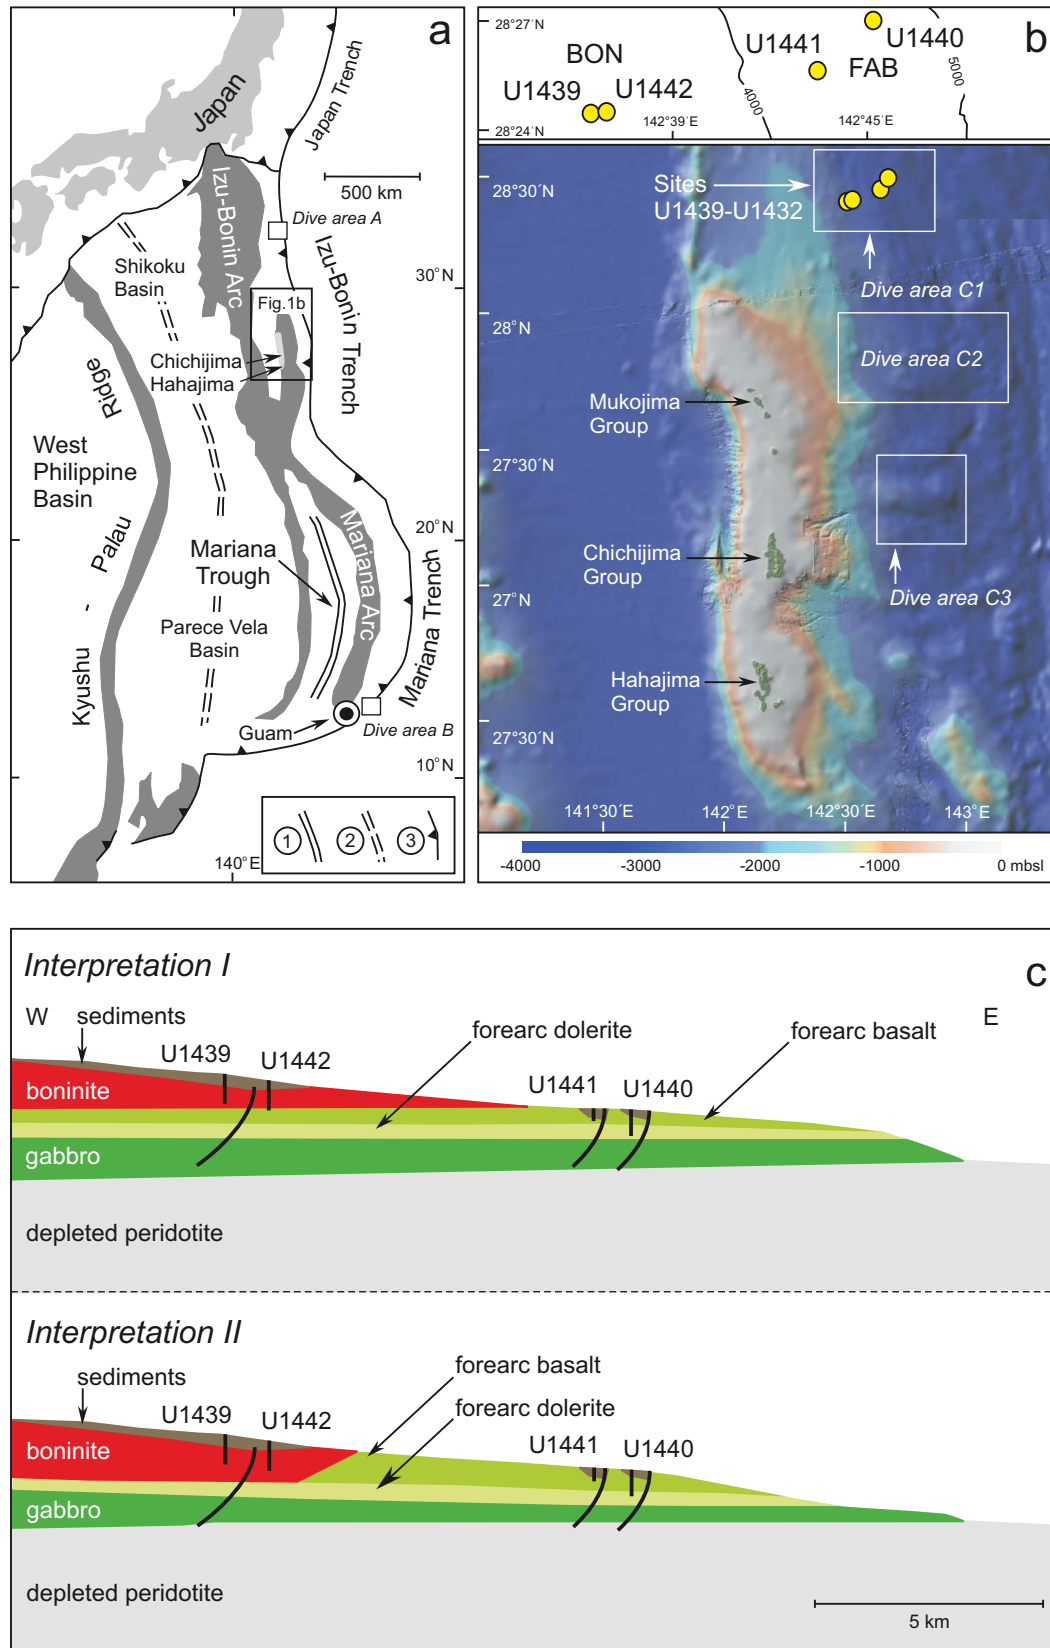 a
Japan
Japan Trench
500 km
Izu-Bonin Arc
Dive area A
Shikoku
Basin
Izu-Bonin Trench
30°N
Fig.1b
Chichijima
Hahajima
Ridge
West
Philippine
Basin
Palau
20°N
Mariana
Trough
Mariana Arc
Mariana Trench
Parece Vela
Basin
Kyushu
Guam
Dive area B
10°N
1
2
3
140°E
b
28°27´N
U1441
U1440
BON
FAB
5000
U1439
U1442
4000
28°24´N
142°39´E
142°45´E
28°30´N
Sites
U1439-U1432
Dive area C1
28°N
Dive area C2
Mukojima
Group
27°30´N
Chichijima
Group
27°N
Dive area C3
Hahajima
Group
27°30´N
141°30´E
142°E
142°30´E
143°E
-4000
-3000
-2000
-1000
0 mbsl
Interpretation I
c
W
sediments
forearc dolerite
forearc basalt
E
U1439
U1442
U1441
U1440
boninite
gabbro
depleted peridotite
Interpretation II
sediments
forearc basalt
forearc dolerite
U1439
U1442
U1441
U1440
boninite
gabbro
depleted peridotite
5 km